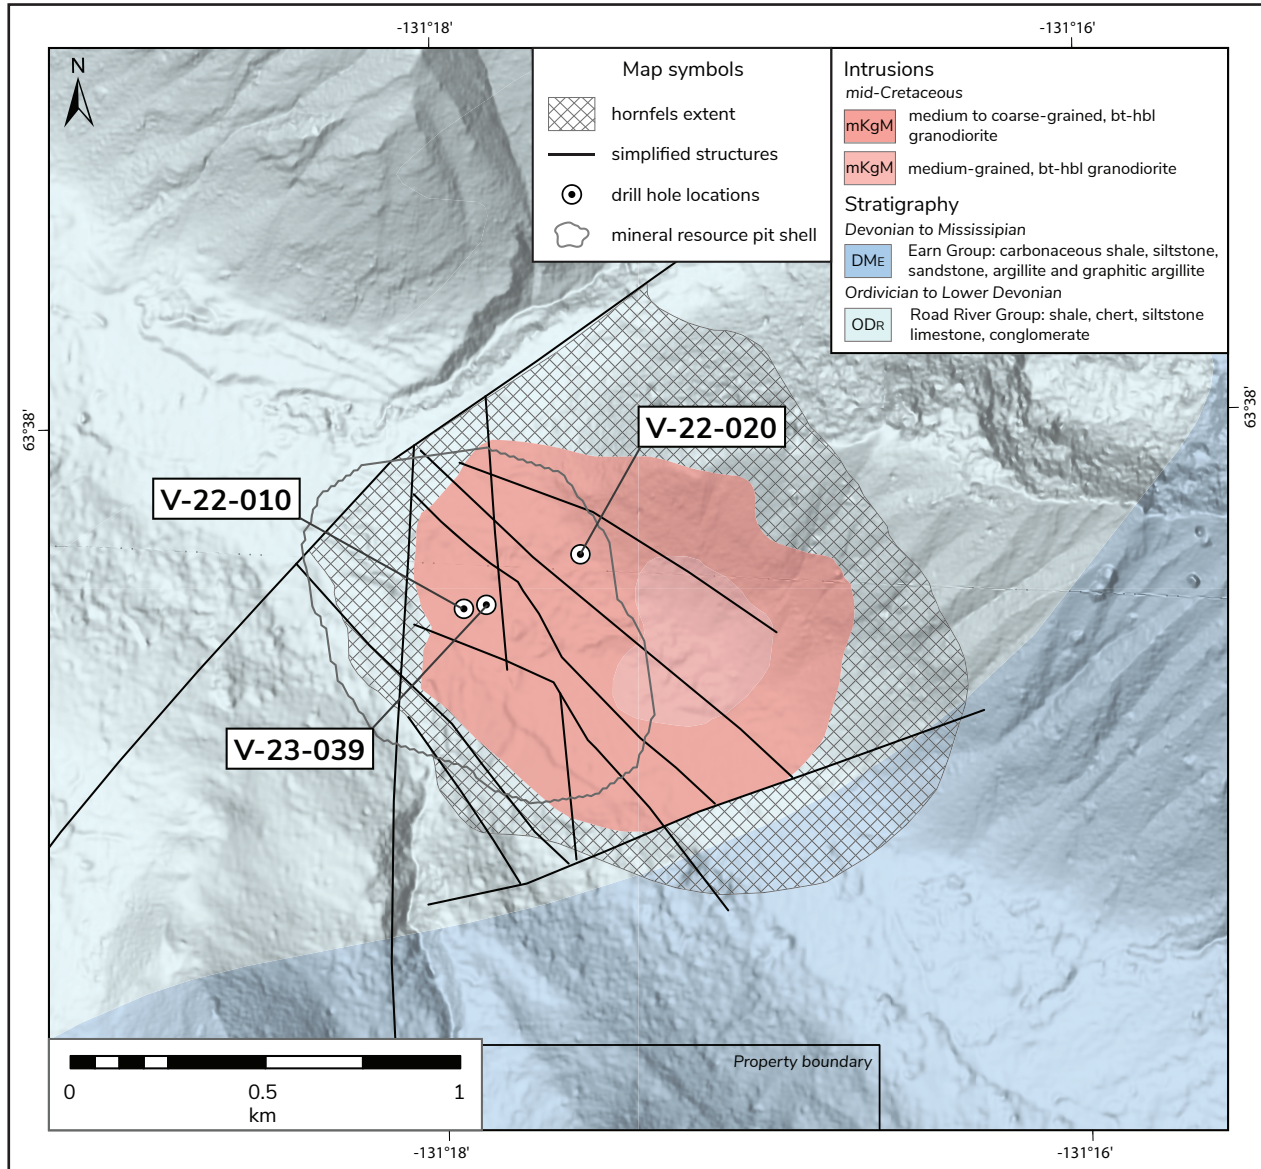 -131°18'
-131°16'
N
Map symbols
hornfels extent
simplified structures
drill hole locations
mineral resource pit shell
Intrusions
mid-Cretaceous
mKgM
medium to coarse-grained, bt-hbl
granodiorite
mKgM
medium-grained, bt-hbl granodiorite
Stratigraphy
Devonian to Mississipian
DME
Earn Group: carbonaceous shale, siltstone,
sandstone, argillite and graphitic argillite
Ordivician to Lower Devonian
ODR
Road River Group: shale, chert, siltstone
limestone, conglomerate
63°38'
63°38'
V-22-020
V-22-010
V-23-039
Property boundary
0
0.5
1
km
-131°18'
-131°16'